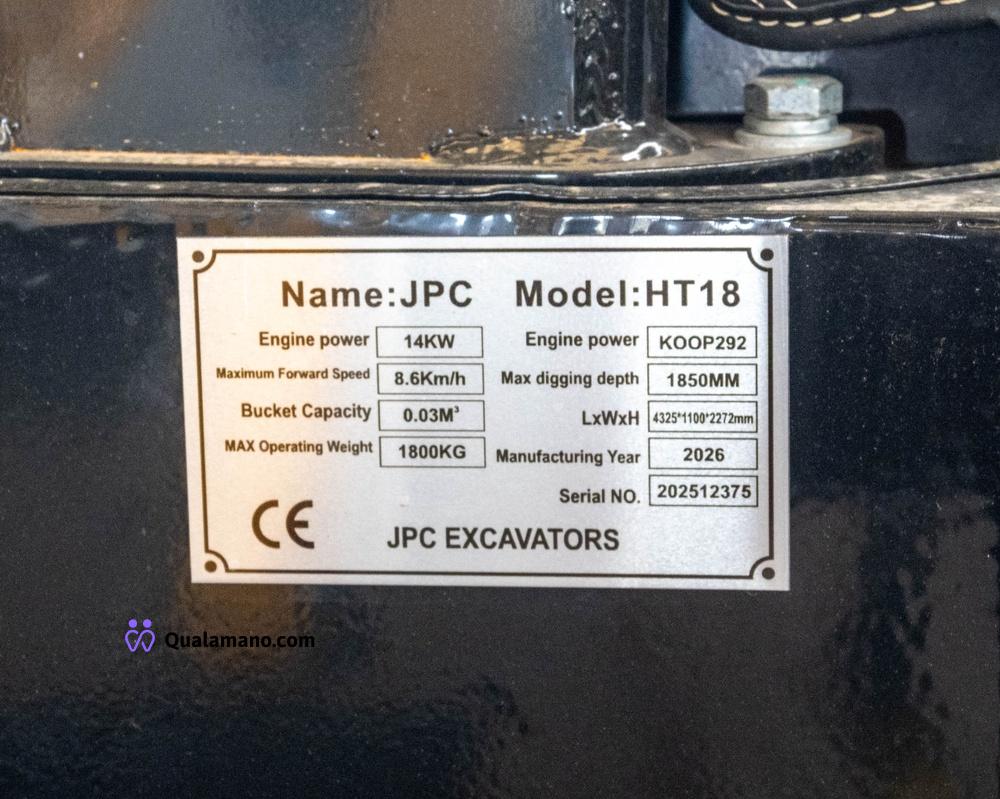 Name:JPC Model:HT18
Engine power 14KW Engine power KOOP292
Maximum Forward Speed 8.6Km/h Max digging depth 1850MM
Bucket Capacity 0.03M³ LxWxH 4325*1100*2272mm
MAX Operating Weight 1800KG Manufacturing Year 2026
Serial NO. 202512375
CE JPC EXCAVATORS
Qualamano.com